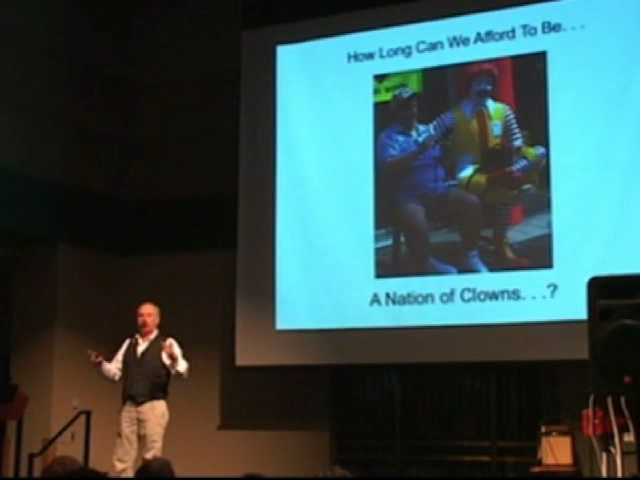 How Long Can We Afford To Be. . .
A Nation of Clowns. . .?